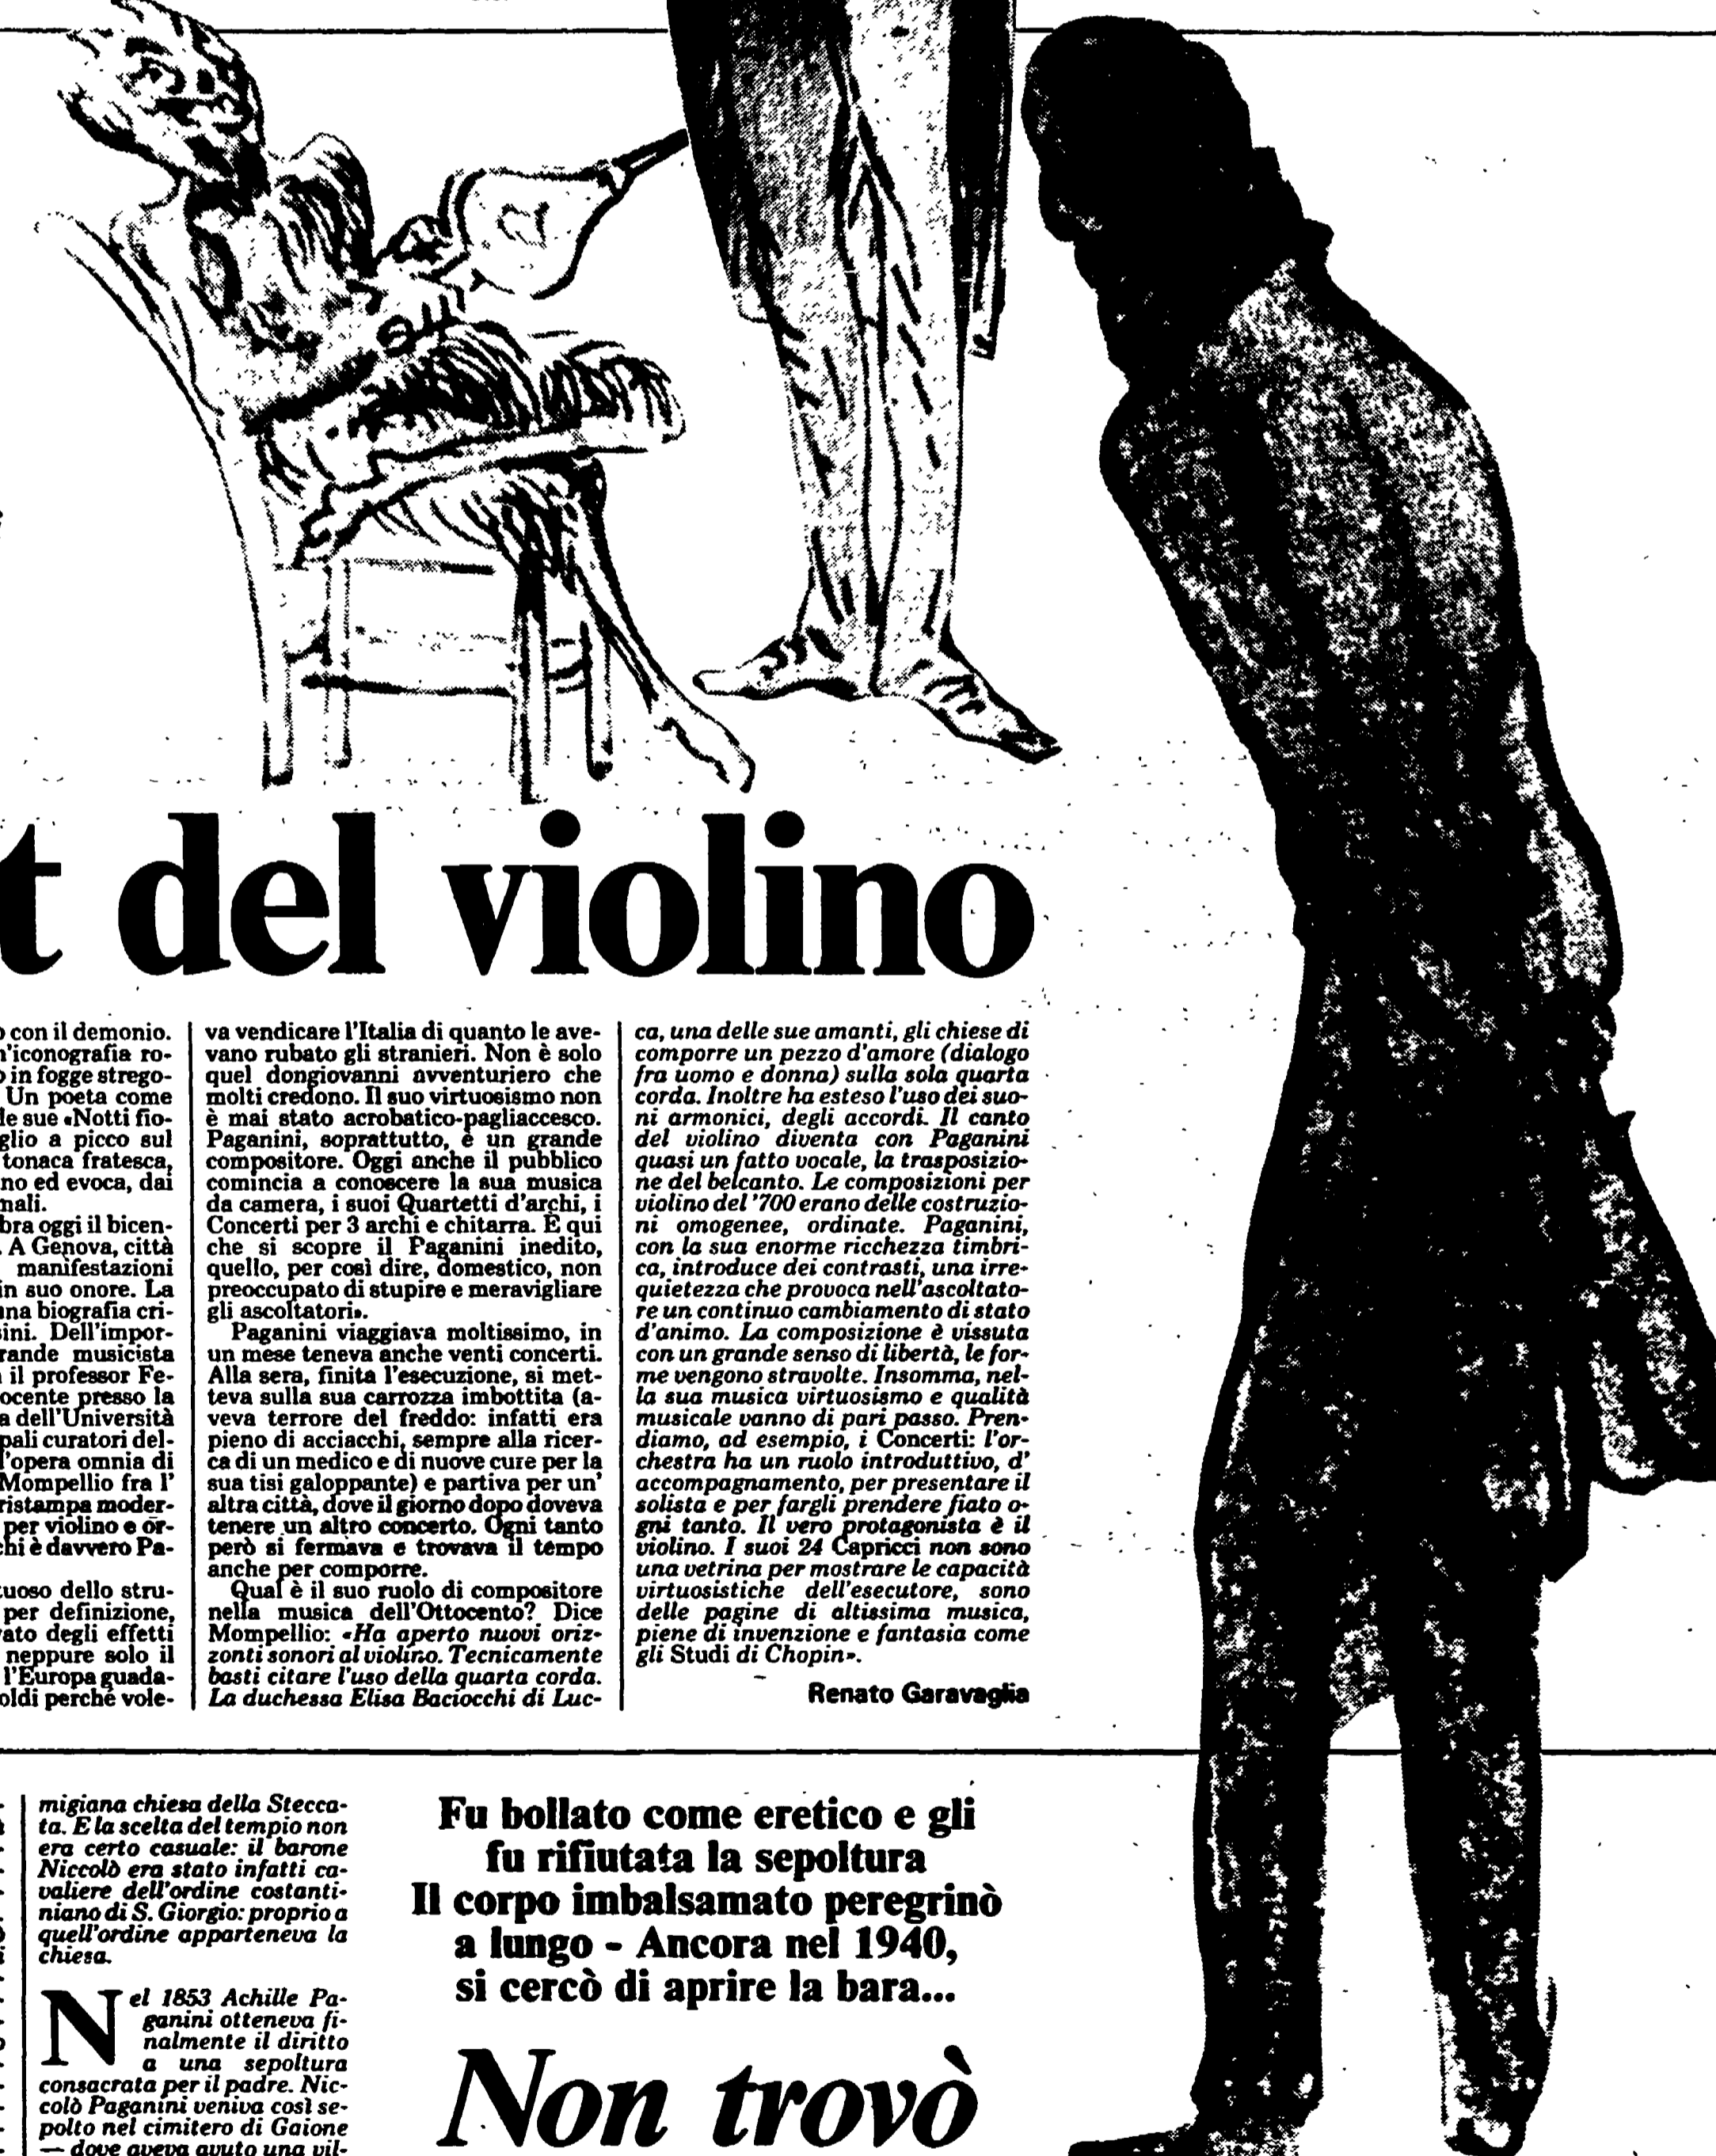 t del violino
con il demonio.
n'iconografia ro-
in fogge strego-
Un poeta come
le sue «Notti fio-
glio a picco sul
tonaca fratesca,
no ed evoca, dai
nali.
bra oggi il bicen-
. A Genova, città
manifestazioni
in suo onore. La
una biografia cri-
sini. Dell'impor-
rande musicista
il professor Fe-
ocente presso la
a dell'Università
pali curatori del-
l'opera omnia di
Mompellio fra l'
ristampa moder-
per violino e or-
chi è davvero Pa-
tuoso dello stru-
per definizione,
vato degli effetti
neppure solo il
l'Europa guada-
oldi perché vole-
va vendicare l'Italia di quanto le ave-
vano rubato gli stranieri. Non è solo
quel dongiovanni avventuriero che
molti credono. Il suo virtuosismo non
è mai stato acrobatico-pagliaccesco.
Paganini, soprattutto, è un grande
compositore. Oggi anche il pubblico
comincia a conoscere la sua musica
da camera, i suoi Quartetti d'archi, i
Concerti per 3 archi e chitarra. È qui
che si scopre il Paganini inedito,
quello, per così dire, domestico, non
preoccupato di stupire e meravigliare
gli ascoltatori».
Paganini viaggiava moltissimo, in
un mese teneva anche venti concerti.
Alla sera, finita l'esecuzione, si met-
teva sulla sua carrozza imbottita (a-
veva terrore del freddo: infatti era
pieno di acciacchi, sempre alla ricer-
ca di un medico e di nuove cure per la
sua tisi galoppante) e partiva per un'
altra città, dove il giorno dopo doveva
tenere un altro concerto. Ogni tanto
però si fermava e trovava il tempo
anche per comporre.
Qual è il suo ruolo di compositore
nella musica dell'Ottocento? Dice
Mompellio: «Ha aperto nuovi oriz-
zonti sonori al violino. Tecnicamente
basti citare l'uso della quarta corda.
La duchessa Elisa Baciocchi di Luc-
ca, una delle sue amanti, gli chiese di
comporre un pezzo d'amore (dialogo
fra uomo e donna) sulla sola quarta
corda. Inoltre ha esteso l'uso dei suo-
ni armonici, degli accordi. Il canto
del violino diventa con Paganini
quasi un fatto vocale, la trasposizio-
ne del belcanto. Le composizioni per
violino del '700 erano delle costruzio-
ni omogenee, ordinate. Paganini,
con la sua enorme ricchezza timbri-
ca, introduce dei contrasti, una irre-
quietezza che provoca nell'ascoltato-
re un continuo cambiamento di stato
d'animo. La composizione è vissuta
con un grande senso di libertà, le for-
me vengono stravolte. Insomma, nel-
la sua musica virtuosismo e qualità
musicale vanno di pari passo. Pren-
diamo, ad esempio, i Concerti: l'or-
chestra ha un ruolo introduttivo, d'
accompagnamento, per presentare il
solista e per fargli prendere fiato o-
gni tanto. Il vero protagonista è il
violino. I suoi 24 Capricci non sono
una vetrina per mostrare le capacità
virtuosistiche dell'esecutore, sono
delle pagine di altissima musica,
piene di invenzione e fantasia come
gli Studi di Chopin».
Renato Garavaglia
migiana chiesa della Stecca-
ta. E la scelta del tempio non
era certo casuale: il barone
Niccolò era stato infatti ca-
valiere dell'ordine costanti-
niano di S. Giorgio: proprio a
quell'ordine apparteneva la
chiesa.
Nel 1853 Achille Pa-
ganini otteneva fi-
nalmente il diritto
a una sepoltura
consacrata per il padre. Nic-
colò Paganini veniva così se-
polto nel cimitero di Gaione
— dove aveva avuto una vil-
Fu bollato come eretico e gli
fu rifiutata la sepoltura
Il corpo imbalsamato peregrinò
a lungo - Ancora nel 1940,
si cercò di aprire la bara...
Non trovò